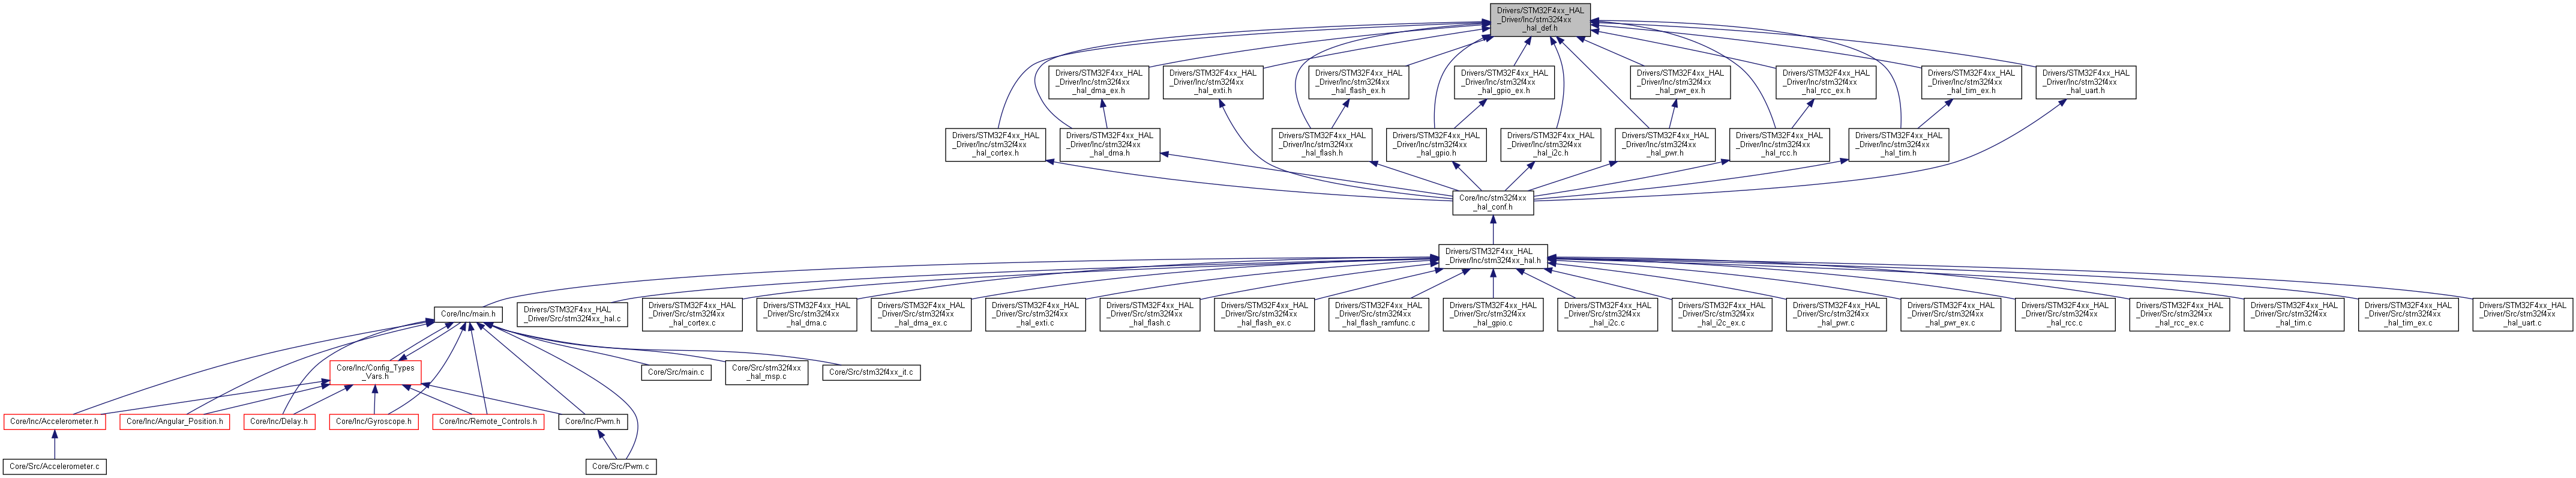 Drivers/STM32F4xx_HAL
_Driver/Inc/stm32f4xx
_hal_def.h
Drivers/STM32F4xx_HAL
_Driver/Inc/stm32f4xx
_hal_dma_ex.h
Drivers/STM32F4xx_HAL
_Driver/Inc/stm32f4xx
_hal_exti.h
Drivers/STM32F4xx_HAL
_Driver/Inc/stm32f4xx
_hal_flash_ex.h
Drivers/STM32F4xx_HAL
_Driver/Inc/stm32f4xx
_hal_gpio_ex.h
Drivers/STM32F4xx_HAL
_Driver/Inc/stm32f4xx
_hal_pwr_ex.h
Drivers/STM32F4xx_HAL
_Driver/Inc/stm32f4xx
_hal_rcc_ex.h
Drivers/STM32F4xx_HAL
_Driver/Inc/stm32f4xx
_hal_tim_ex.h
Drivers/STM32F4xx_HAL
_Driver/Inc/stm32f4xx
_hal_uart.h
Drivers/STM32F4xx_HAL
_Driver/Inc/stm32f4xx
_hal_cortex.h
Drivers/STM32F4xx_HAL
_Driver/Inc/stm32f4xx
_hal_dma.h
Drivers/STM32F4xx_HAL
_Driver/Inc/stm32f4xx
_hal_flash.h
Drivers/STM32F4xx_HAL
_Driver/Inc/stm32f4xx
_hal_gpio.h
Drivers/STM32F4xx_HAL
_Driver/Inc/stm32f4xx
_hal_i2c.h
Drivers/STM32F4xx_HAL
_Driver/Inc/stm32f4xx
_hal_pwr.h
Drivers/STM32F4xx_HAL
_Driver/Inc/stm32f4xx
_hal_rcc.h
Drivers/STM32F4xx_HAL
_Driver/Inc/stm32f4xx
_hal_tim.h
Core/Inc/stm32f4xx
_hal_conf.h
Drivers/STM32F4xx_HAL
_Driver/Inc/stm32f4xx_hal.h
Core/Inc/main.h
Drivers/STM32F4xx_HAL
_Driver/Src/stm32f4xx_hal.c
Drivers/STM32F4xx_HAL
_Driver/Src/stm32f4xx
_hal_cortex.c
Drivers/STM32F4xx_HAL
_Driver/Src/stm32f4xx
_hal_dma.c
Drivers/STM32F4xx_HAL
_Driver/Src/stm32f4xx
_hal_dma_ex.c
Drivers/STM32F4xx_HAL
_Driver/Src/stm32f4xx
_hal_exti.c
Drivers/STM32F4xx_HAL
_Driver/Src/stm32f4xx
_hal_flash.c
Drivers/STM32F4xx_HAL
_Driver/Src/stm32f4xx
_hal_flash_ex.c
Drivers/STM32F4xx_HAL
_Driver/Src/stm32f4xx
_hal_flash_ramfunc.c
Drivers/STM32F4xx_HAL
_Driver/Src/stm32f4xx
_hal_gpio.c
Drivers/STM32F4xx_HAL
_Driver/Src/stm32f4xx
_hal_i2c.c
Drivers/STM32F4xx_HAL
_Driver/Src/stm32f4xx
_hal_i2c_ex.c
Drivers/STM32F4xx_HAL
_Driver/Src/stm32f4xx
_hal_pwr.c
Drivers/STM32F4xx_HAL
_Driver/Src/stm32f4xx
_hal_pwr_ex.c
Drivers/STM32F4xx_HAL
_Driver/Src/stm32f4xx
_hal_rcc.c
Drivers/STM32F4xx_HAL
_Driver/Src/stm32f4xx
_hal_rcc_ex.c
Drivers/STM32F4xx_HAL
_Driver/Src/stm32f4xx
_hal_tim.c
Drivers/STM32F4xx_HAL
_Driver/Src/stm32f4xx
_hal_tim_ex.c
Drivers/STM32F4xx_HAL
_Driver/Src/stm32f4xx
_hal_uart.c
Core/Inc/Config_Types
_Vars.h
Core/Src/main.c
Core/Src/stm32f4xx
_hal_msp.c
Core/Src/stm32f4xx_it.c
Core/Inc/Accelerometer.h
Core/Inc/Angular_Position.h
Core/Inc/Delay.h
Core/Inc/Gyroscope.h
Core/Inc/Remote_Controls.h
Core/Inc/Pwm.h
Core/Src/Accelerometer.c
Core/Src/Pwm.c